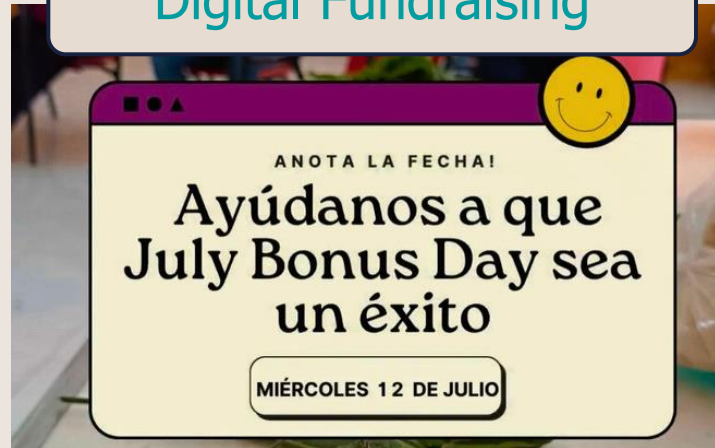 Digital Fundraising
ANOTA LA FECHA!
Ayúdanos a que
July Bonus Day sea
un éxito
MIÉRCOLES 12 DE JULIO